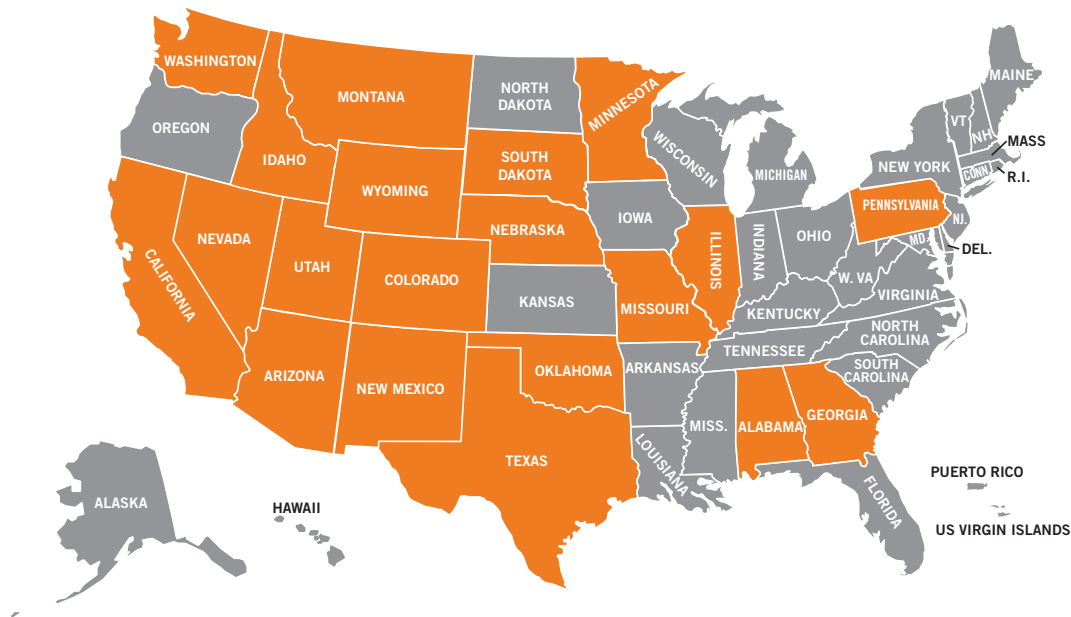 WASHINGTON
MONTANA
NORTH
DAKOTA
MINNESOTA
MAINE
OREGON
IDAHO
SOUTH
DAKOTA
WISCONSIN
MICHIGAN
VT
NH
MASS
NEW YORK
CONN.
R.I.
WYOMING
IOWA
PENNSYLVANIA
NJ.
NEVADA
NEBRASKA
ILLINOIS
INDIANA
OHIO
MD.
DEL.
CALIFORNIA
UTAH
COLORADO
KANSAS
MISSOURI
W. VA
VIRGINIA
KENTUCKY
NORTH
CAROLINA
TENNESSEE
SOUTH
CAROLINA
ARIZONA
NEW MEXICO
OKLAHOMA
ARKANSAS
MISS.
ALABAMA
GEORGIA
TEXAS
LOUISIANA
FLORIDA
PUERTO RICO
US VIRGIN ISLANDS
ALASKA
HAWAII